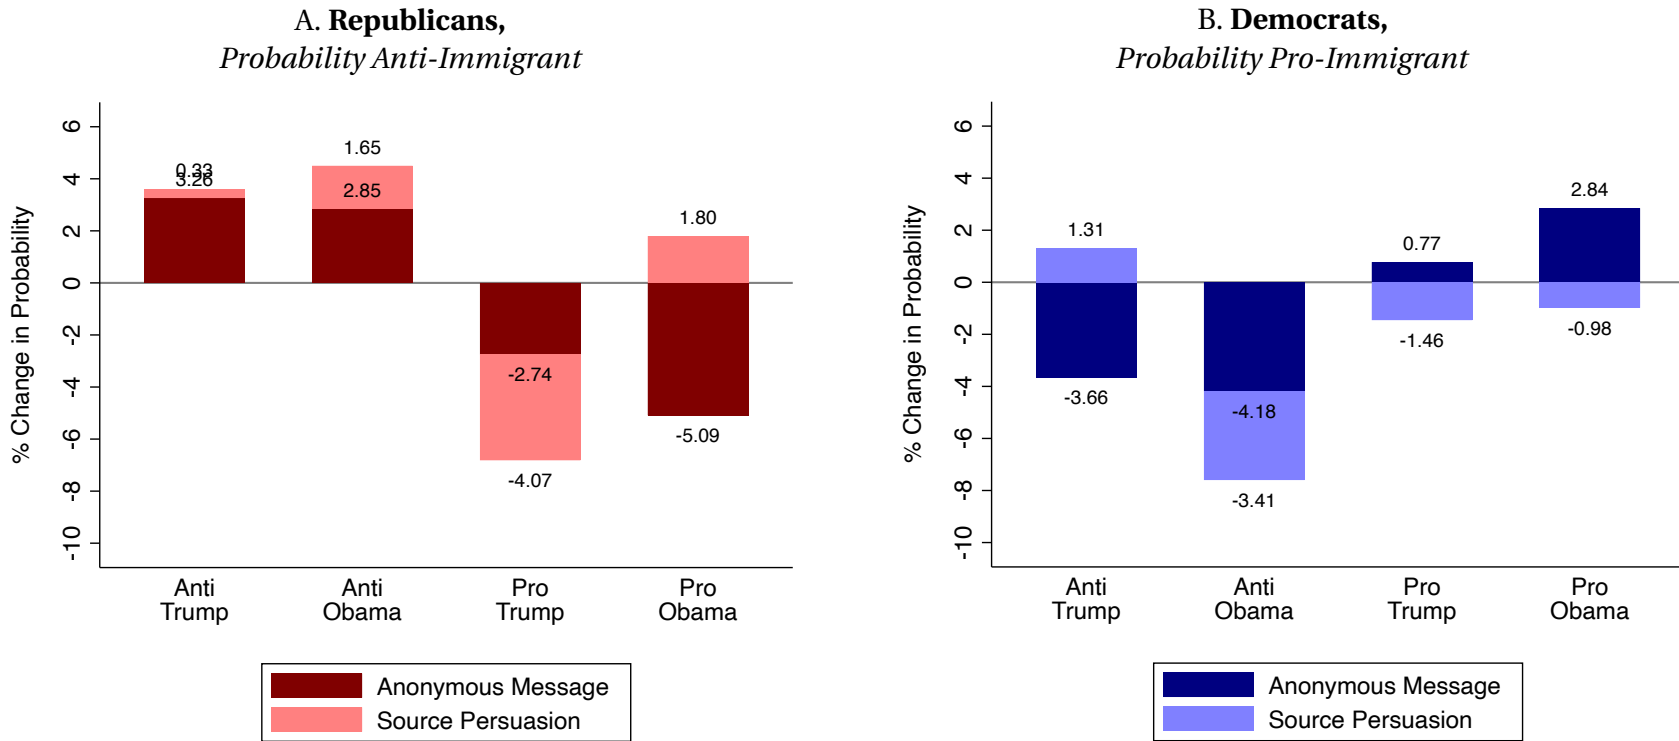 A. Republicans,
Probability Anti-Immigrant
% Change in Probability
6
4
2
0
-2
-4
-6
-8
-10
0.33
3.26
1.65
2.85
-2.74
-4.07
1.80
-5.09
Anti Trump
Anti Obama
Pro Trump
Pro Obama
Anonymous Message
Source Persuasion
B. Democrats,
Probability Pro-Immigrant
% Change in Probability
6
4
2
0
-2
-4
-6
-8
-10
1.31
-3.66
-4.18
-3.41
0.77
-1.46
2.84
-0.98
Anti Trump
Anti Obama
Pro Trump
Pro Obama
Anonymous Message
Source Persuasion